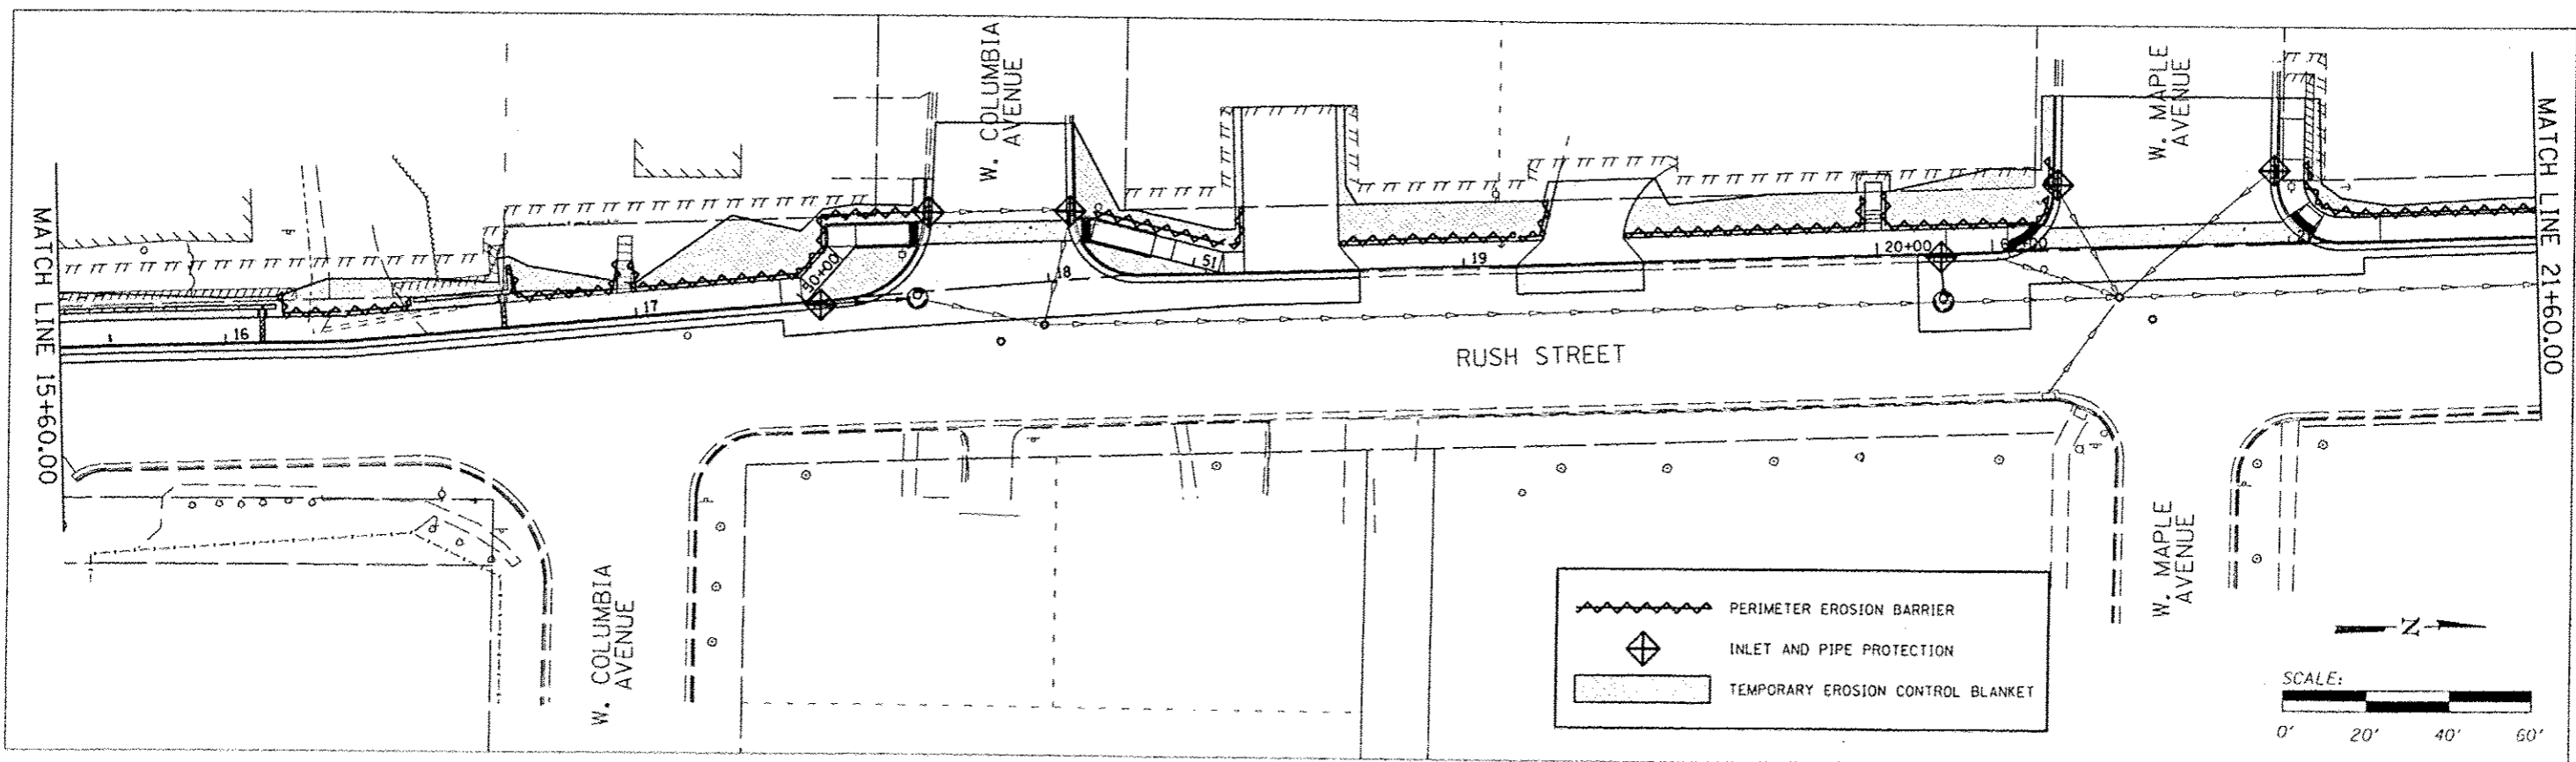 W. COLUMBIA
AVENUE
W. MAPLE
AVENUE
MATCH LINE 15+60.00
MATCH LINE 21+60.00
16
17
50+00
18
51
19
20+00
RUSH STREET
W. COLUMBIA
AVENUE
W. MAPLE
AVENUE
PERIMETER EROSION BARRIER
INLET AND PIPE PROTECTION
TEMPORARY EROSION CONTROL BLANKET
N
SCALE:
0' 20' 40' 60'